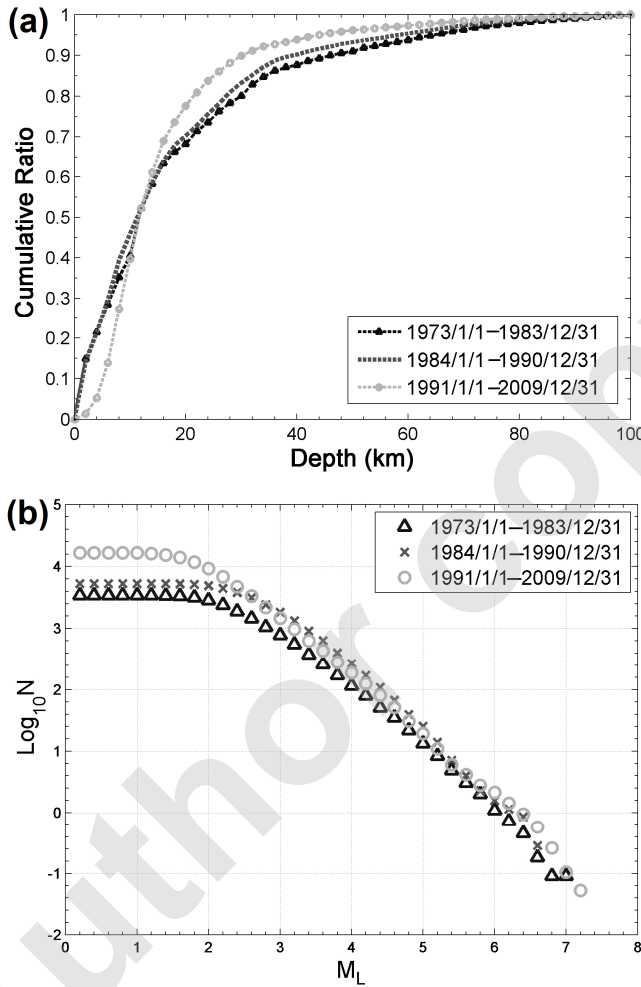 (a)
1
0.9
0.8
0.7
0.6
0.5
0.4
0.3
0.2
0.1
0
Cumulative Ratio
1973/1/1–1983/12/31
1984/1/1–1990/12/31
1991/1/1–2009/12/31
0 20 40 60 80 100
Depth (km)
(b)
5
4
3
2
1
0
-1
-2
Log10N
1973/1/1–1983/12/31
1984/1/1–1990/12/31
1991/1/1–2009/12/31
0 1 2 3 4 5 6 7 8
ML
uthor cop